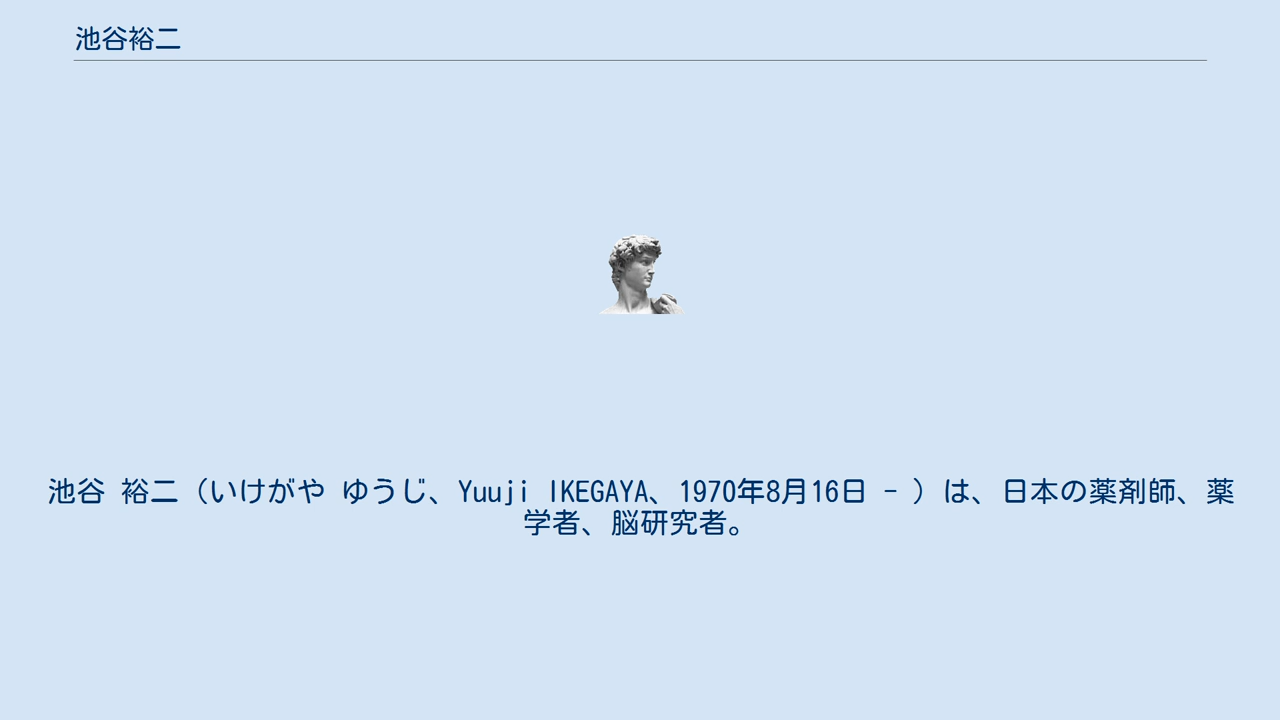 池谷裕二
池谷 裕二（いけがや ゆうじ、Yuuji IKEGAYA、1970年8月16日 - ）は、日本の薬剤師、薬
学者、脳研究者。